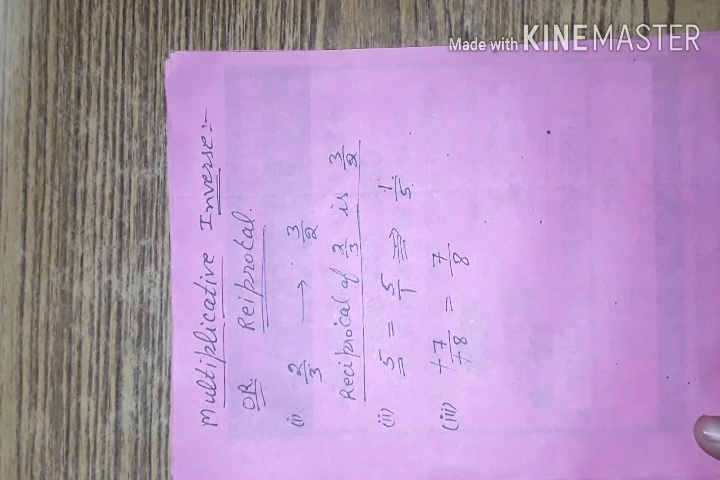 Made with KINEMASTER
Multiplicative Inverse:-
OR Reiprocal.
(i) 2/3 → 3/2
Reciprocal of 2/3 is 3/2
(ii) 5 = 5/1 ⇒ 1/5
(iii) +7/+8 = 7/8